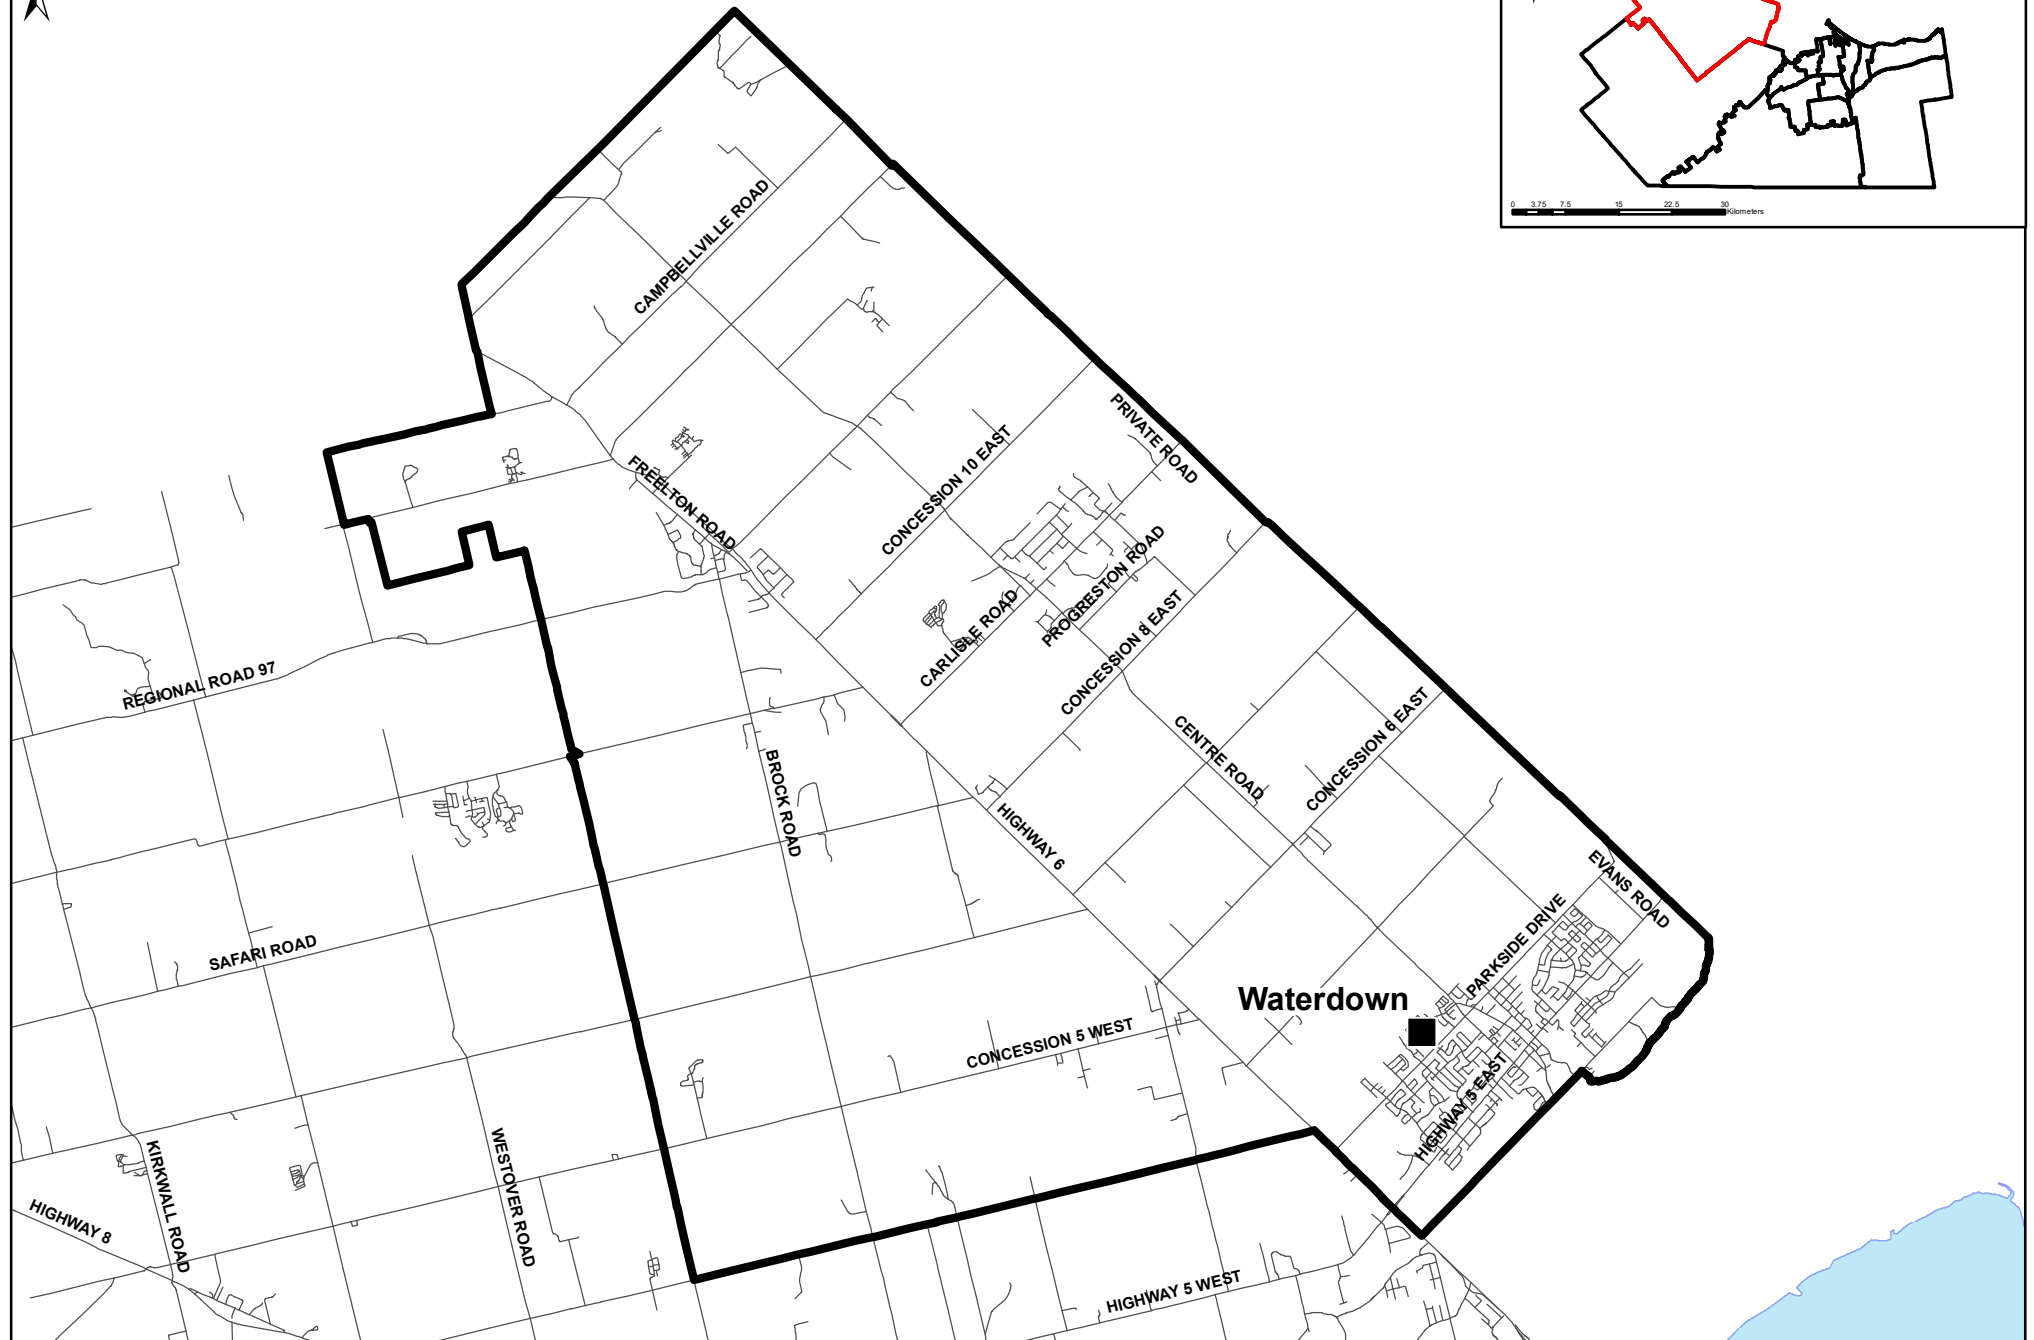 0 3.75 7.5 15 22.5 30
Kilometers
CAMPBELLVILLE ROAD
PRIVATE ROAD
FREELTON ROAD
CONCESSION 10 EAST
PROGRESTON ROAD
CARLISLE ROAD
CONCESSION 8 EAST
REGIONAL ROAD 97
CENTRE ROAD
CONCESSION 6 EAST
BROCK ROAD
HIGHWAY 6
EVANS ROAD
PARKSIDE DRIVE
SAFARI ROAD
Waterdown
CONCESSION 5 WEST
HIGHWAY 5 EAST
KIRKWALL ROAD
WESTOVER ROAD
HIGHWAY 8
HIGHWAY 5 WEST